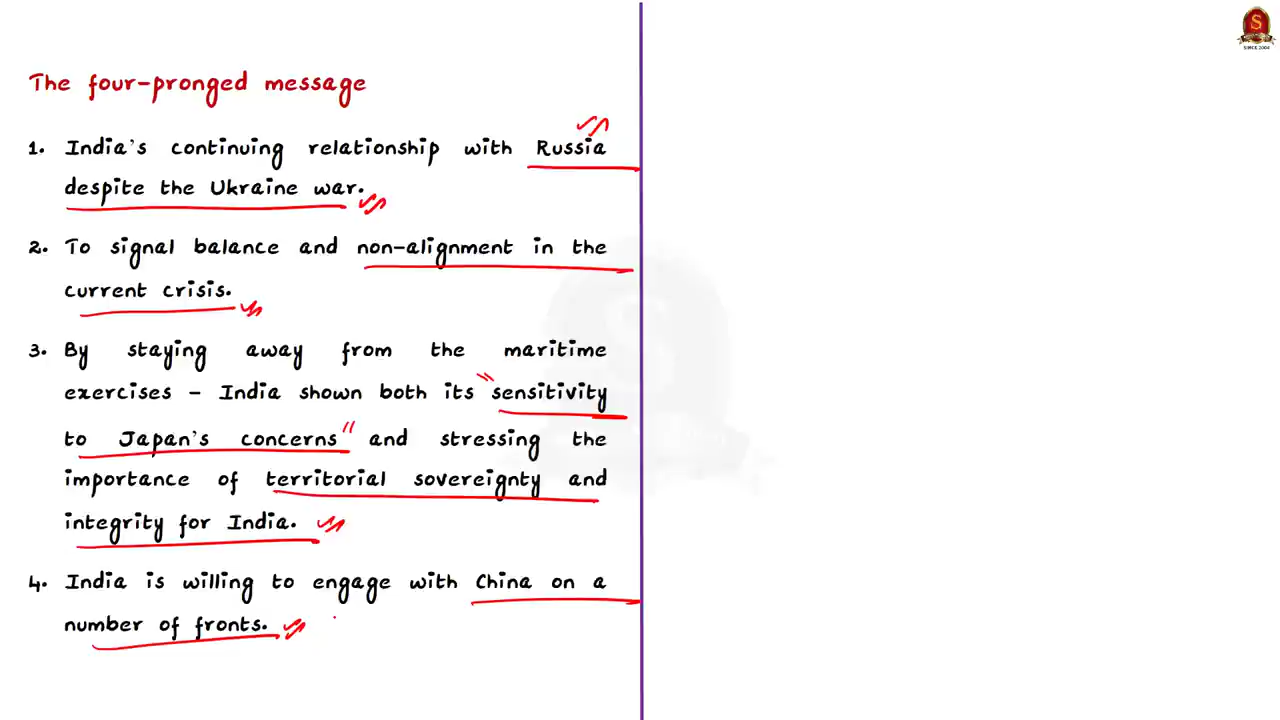 The four-pronged message
1. India's continuing relationship with Russia
despite the Ukraine war.
2. To signal balance and non-alignment in the
current crisis.
3. By staying away from the maritime
exercises - India shown both its "sensitivity
to Japan's concerns" and stressing the
importance of territorial sovereignty and
integrity for India.
4. India is willing to engage with China on a
number of fronts.
S
SINCE 2004